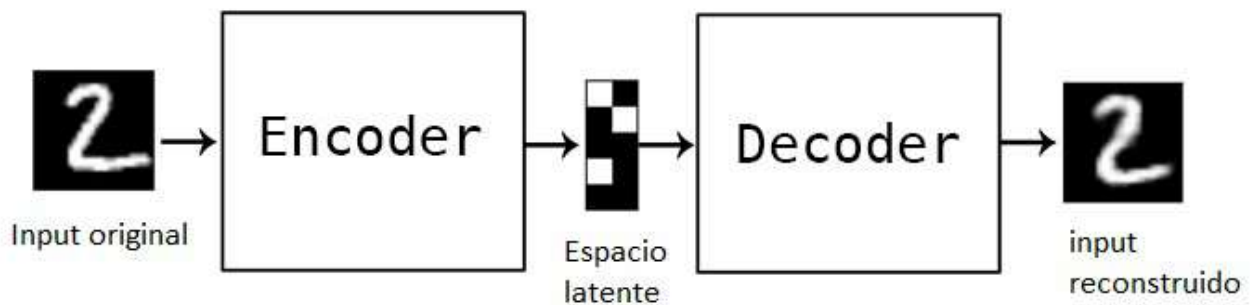 Encoder
Decoder
Input original
Espacio
latente
input
reconstruido